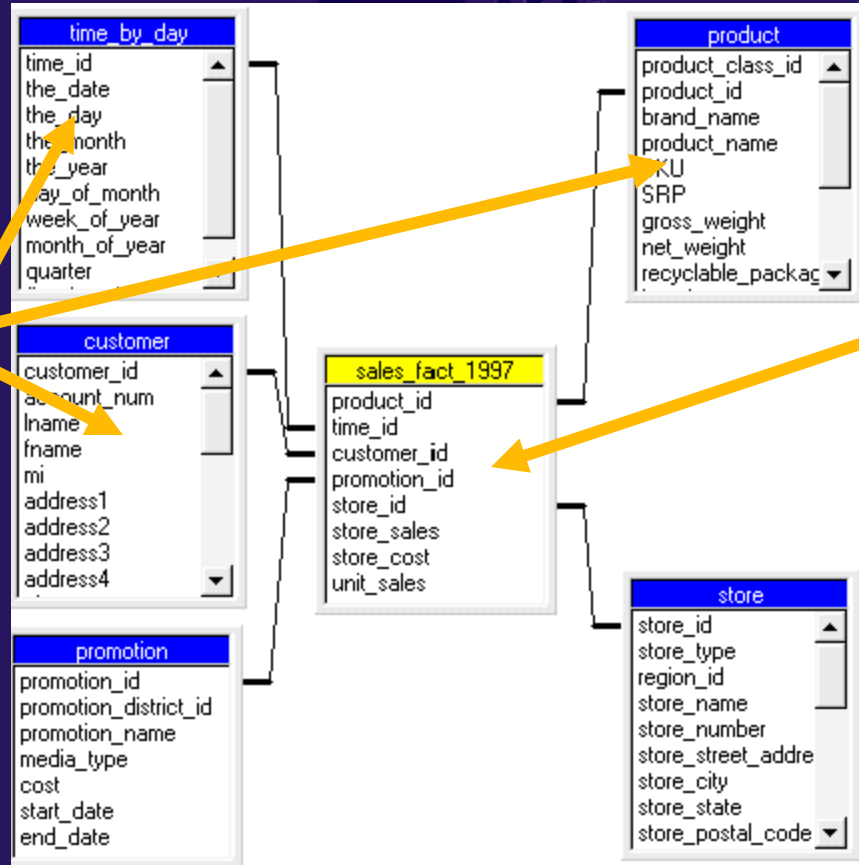 time_by_day
time_id
the_date
the_day
the_month
the_year
day_of_month
week_of_year
month_of_year
quarter
customer
customer_id
account_num
lname
fname
mi
address1
address2
address3
address4
promotion
promotion_id
promotion_district_id
promotion_name
media_type
cost
start_date
end_date
sales_fact_1997
product_id
time_id
customer_id
promotion_id
store_id
store_sales
store_cost
unit_sales
product
product_class_id
product_id
brand_name
product_name
SKU
SRP
gross_weight
net_weight
recyclable_packag
store
store_id
store_type
region_id
store_name
store_number
store_street_addre
store_city
store_state
store_postal_code